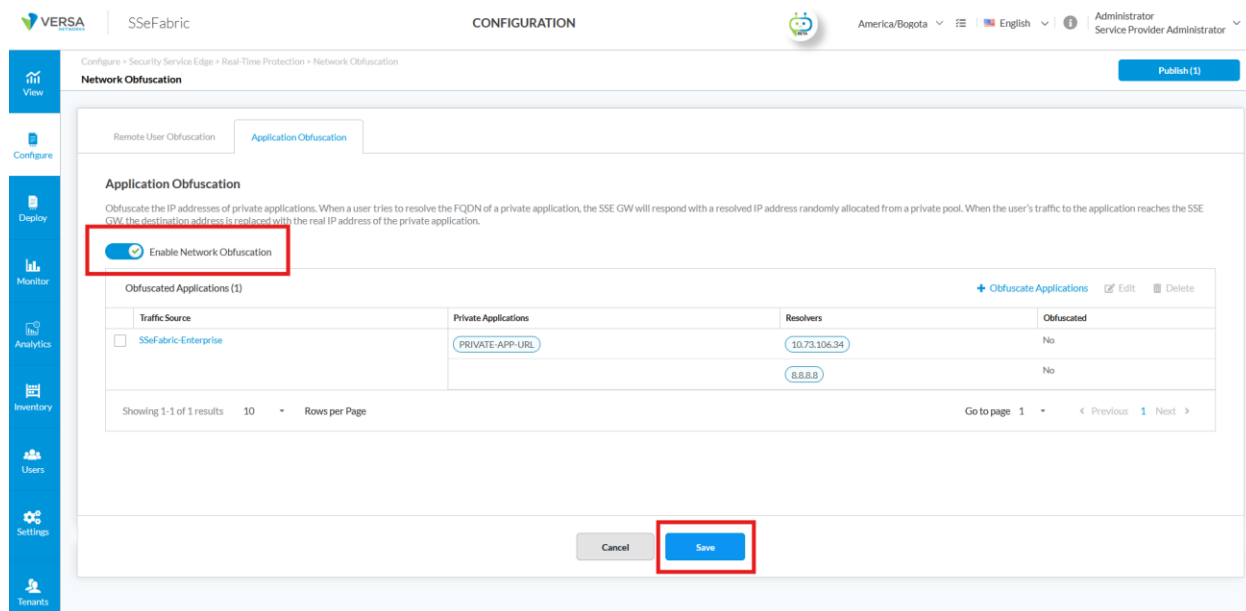 VERSA
NETWORKS
SSeFabric
CONFIGURATION
BETA
America/Bogota
English
Administrator
Service Provider Administrator
Configure > Security Service Edge > Real-Time Protection > Network Obfuscation
Network Obfuscation
Publish (1)
View
Configure
Deploy
Monitor
Analytics
Inventory
Users
Settings
Tenants
Remote User Obfuscation
Application Obfuscation
Application Obfuscation
Obfuscate the IP addresses of private applications. When a user tries to resolve the FQDN of a private application, the SSE GW will respond with a resolved IP address randomly allocated from a private pool. When the user's traffic to the application reaches the SSE
GW, the destination address is replaced with the real IP address of the private application.
Enable Network Obfuscation
Obfuscated Applications (1)
+ Obfuscate Applications
Edit
Delete
Traffic Source
Private Applications
Resolvers
Obfuscated
SSeFabric-Enterprise
PRIVATE-APP-URL
10.73.106.34
No
8.8.8.8
No
Showing 1-1 of 1 results
10
Rows per Page
Go to page 1
< Previous 1 Next >
Cancel
Save